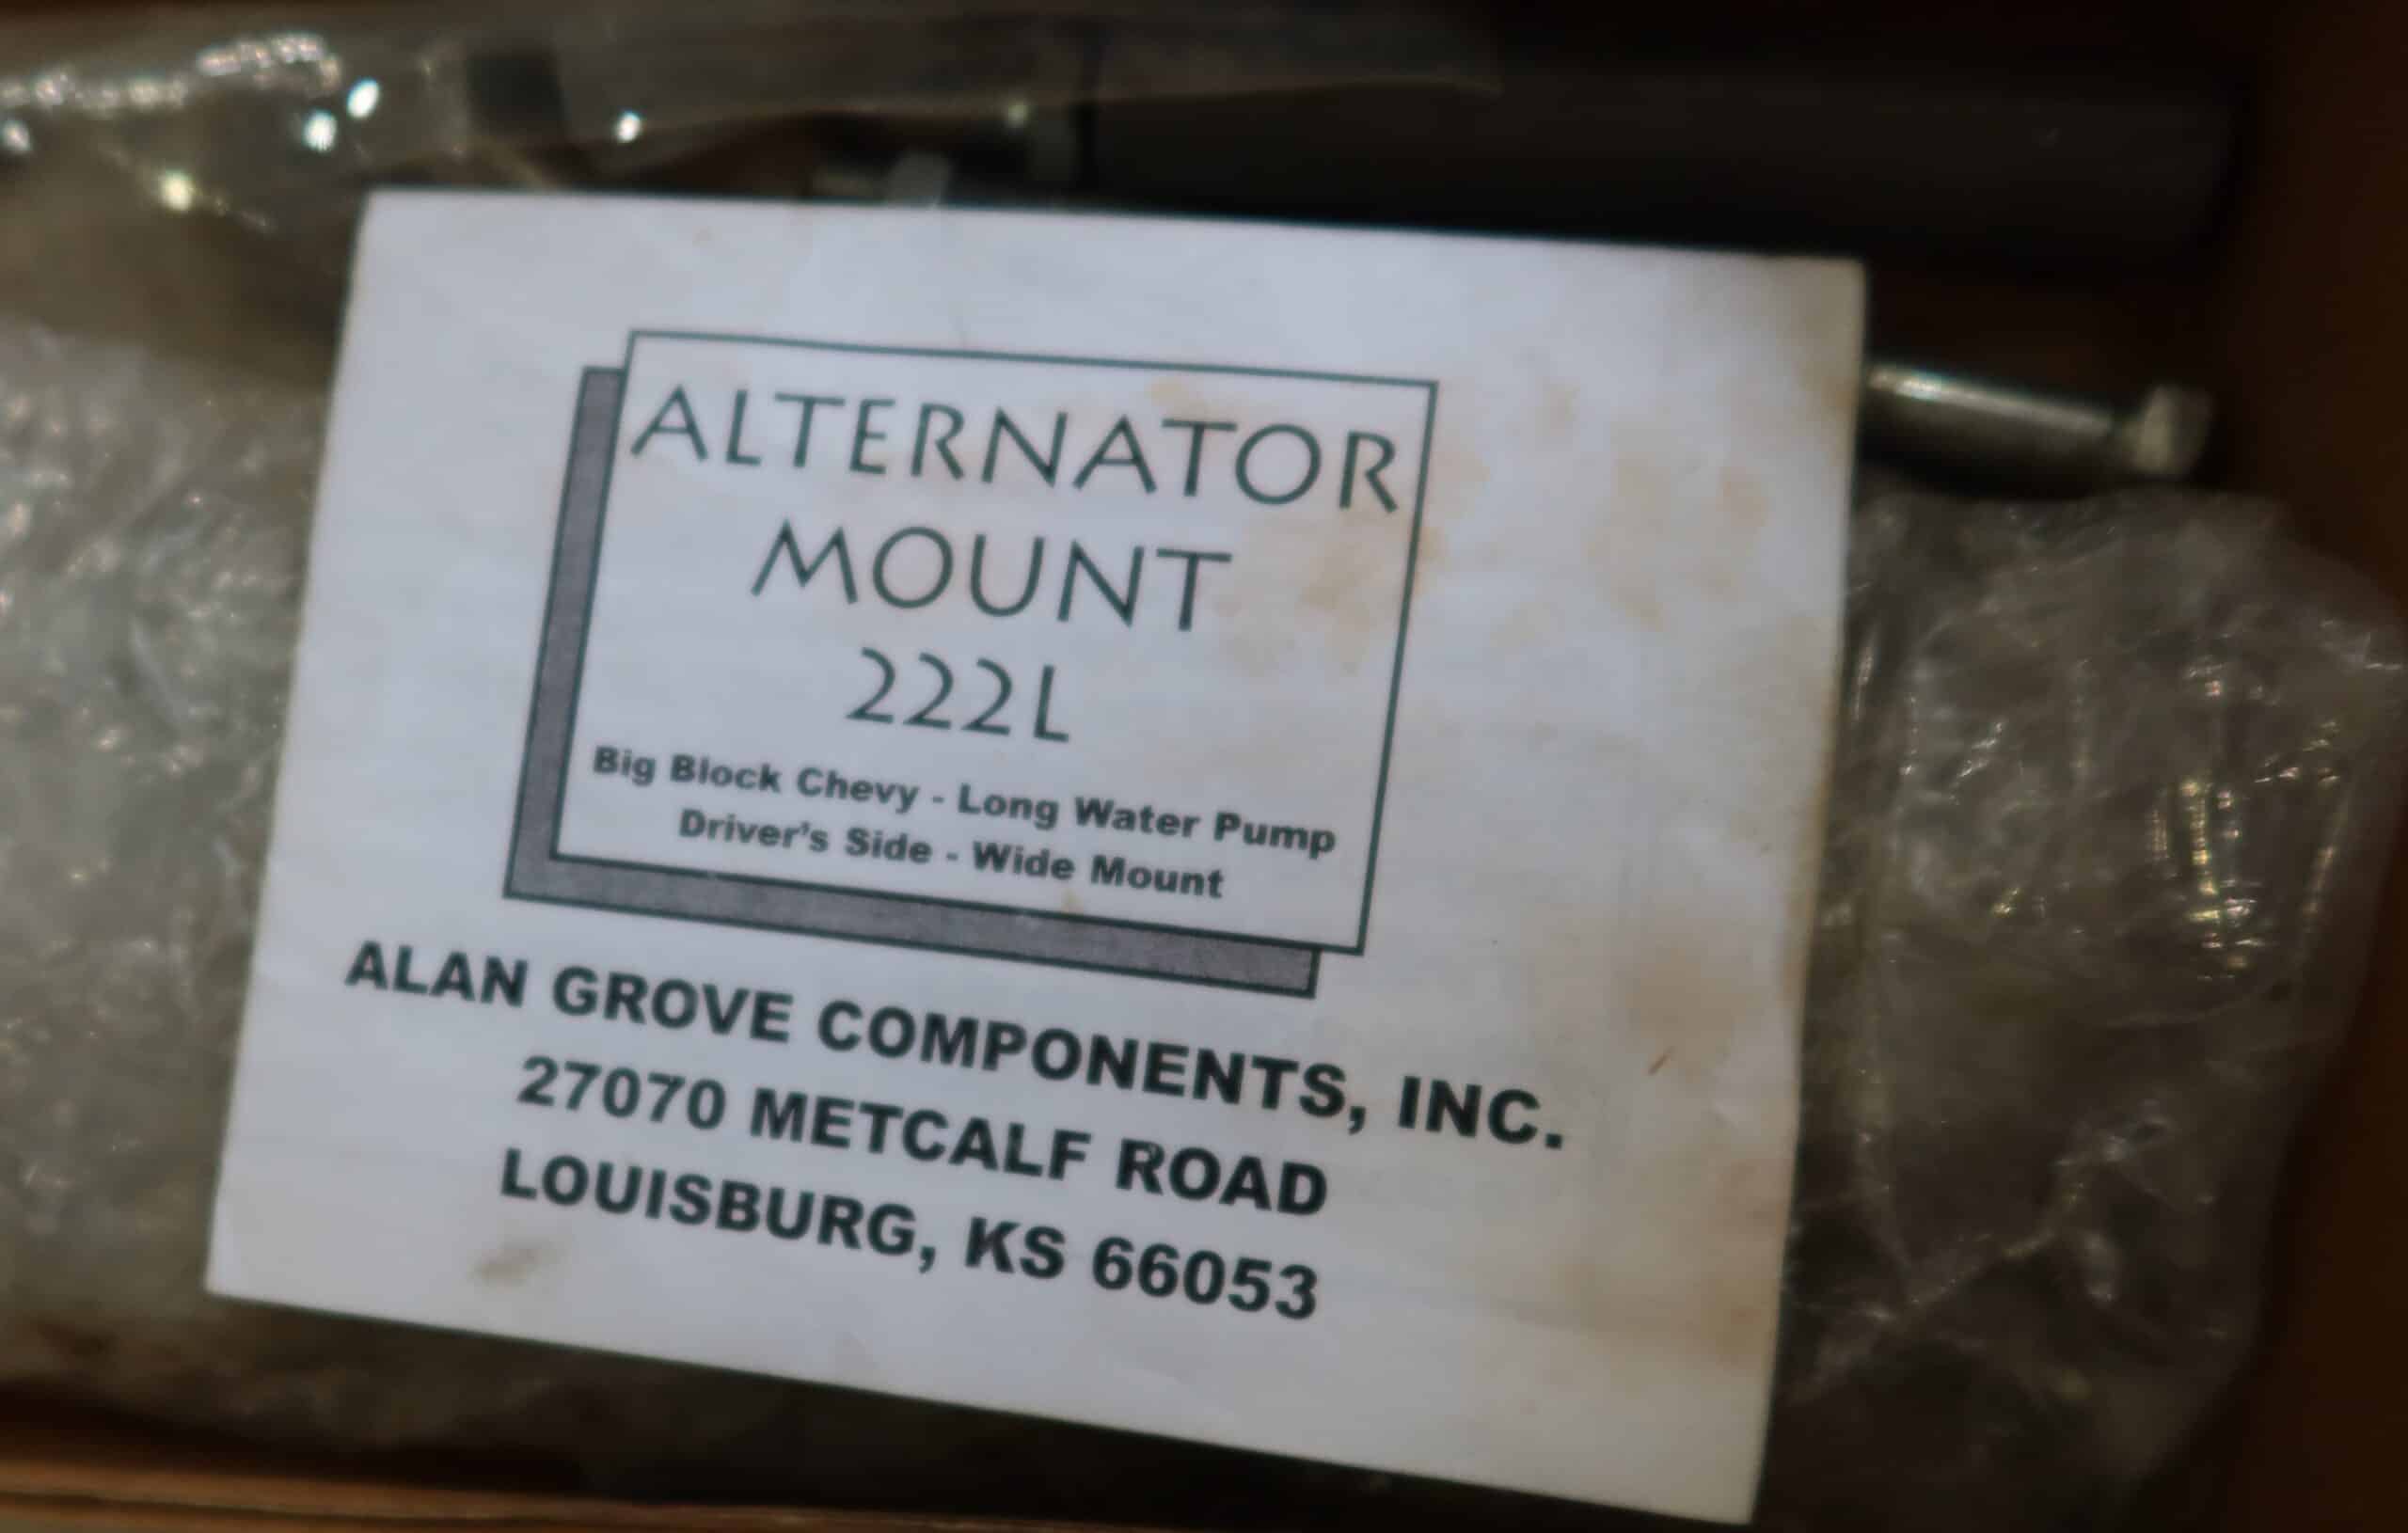 ALTERNATOR
MOUNT
222L
Big Block Chevy - Long Water Pump
Driver's Side - Wide Mount
ALAN GROVE COMPONENTS, INC.
27070 METCALF ROAD
LOUISBURG, KS 66053